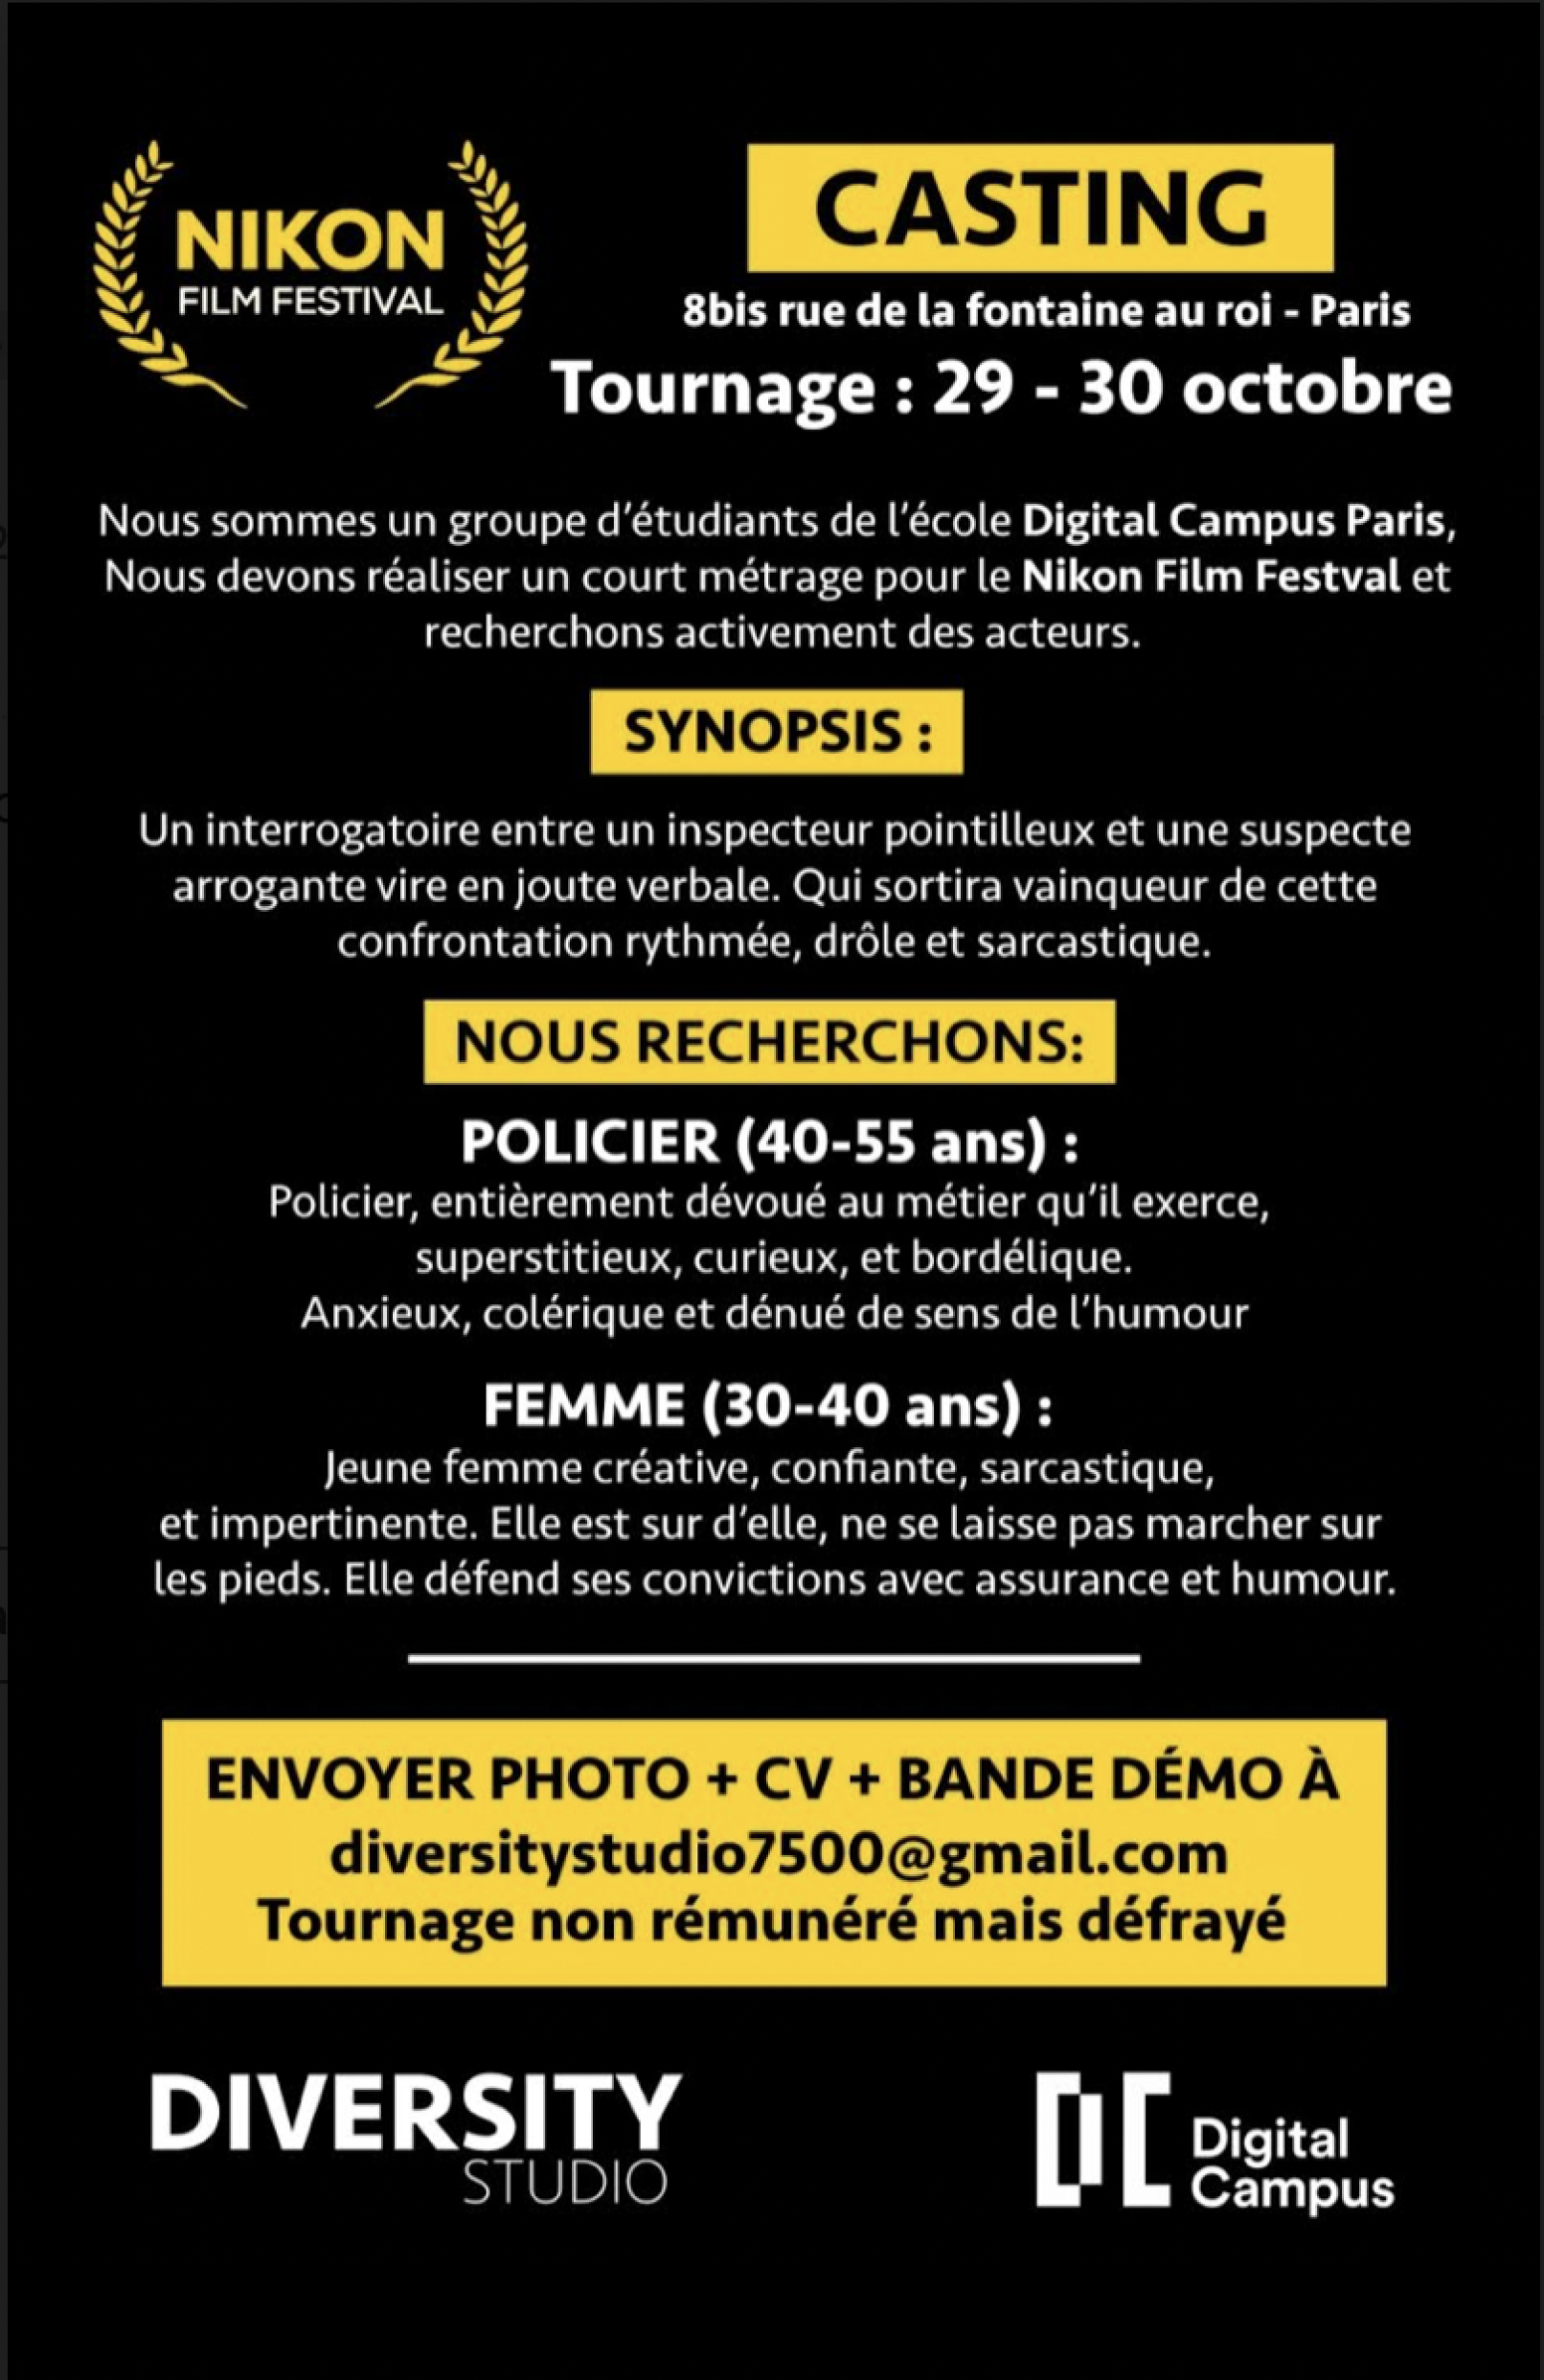 NIKON
FILM FESTIVAL
CASTING
8bis rue de la fontaine au roi - Paris
Tournage : 29 - 30 octobre
Nous sommes un groupe d’étudiants de l’école Digital Campus Paris,
Nous devons réaliser un court métrage pour le Nikon Film Festval et
recherchons activement des acteurs.
SYNOPSIS :
Un interrogatoire entre un inspecteur pointilleux et une suspecte
arrogante vire en joute verbale. Qui sortira vainqueur de cette
confrontation rythmée, drôle et sarcastique.
NOUS RECHERCHONS:
POLICIER (40-55 ans) :
Policier, entièrement dévoué au métier qu’il exerce,
superstitieux, curieux, et bordélique.
Anxieux, colérique et dénué de sens de l’humour
FEMME (30-40 ans) :
Jeune femme créative, confiante, sarcastique,
et impertinente. Elle est sur d’elle, ne se laisse pas marcher sur
les pieds. Elle défend ses convictions avec assurance et humour.
ENVOYER PHOTO + CV + BANDE DÉMO À
diversitystudio7500@gmail.com
Tournage non rémunéré mais défrayé
DIVERSITY
STUDIO
DC
Digital
Campus